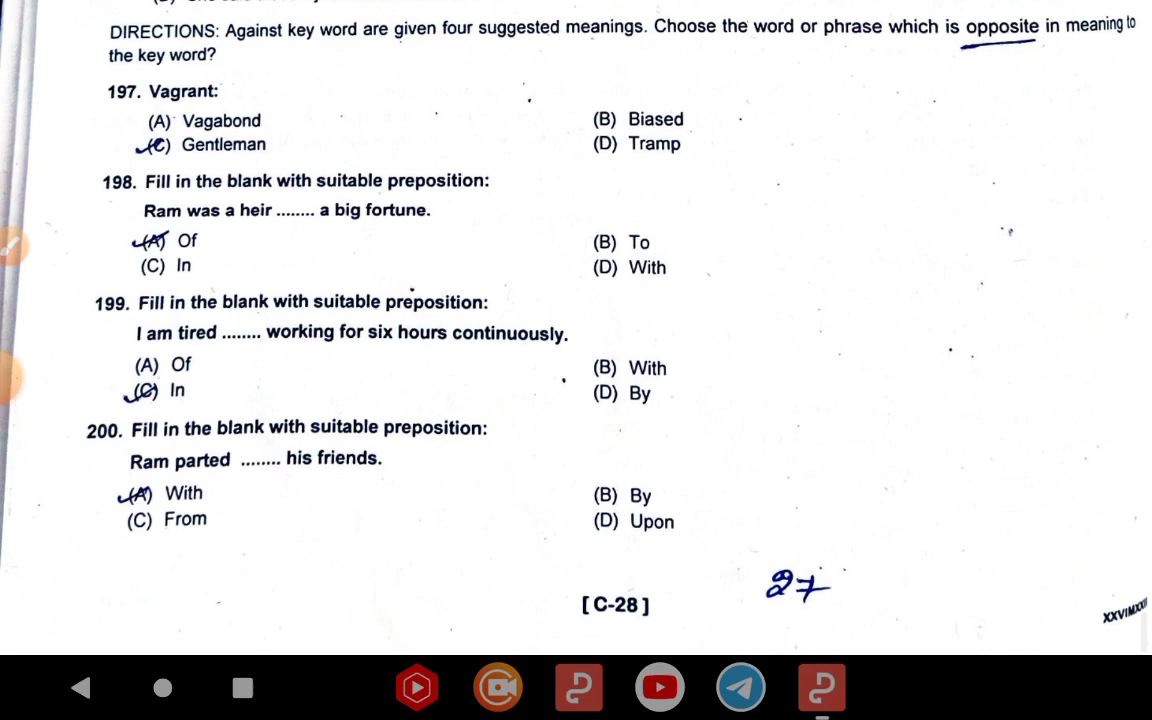 DIRECTIONS: Against key word are given four suggested meanings. Choose the word or phrase which is opposite in meaning to
the key word?
197. Vagrant:
(A) Vagabond (B) Biased
(C) Gentleman (D) Tramp
198. Fill in the blank with suitable preposition:
Ram was a heir ........ a big fortune.
(A) Of (B) To
(C) In (D) With
199. Fill in the blank with suitable preposition:
I am tired ........ working for six hours continuously.
(A) Of (B) With
(C) In (D) By
200. Fill in the blank with suitable preposition:
Ram parted ........ his friends.
(A) With (B) By
(C) From (D) Upon
27
[ C-28 ]